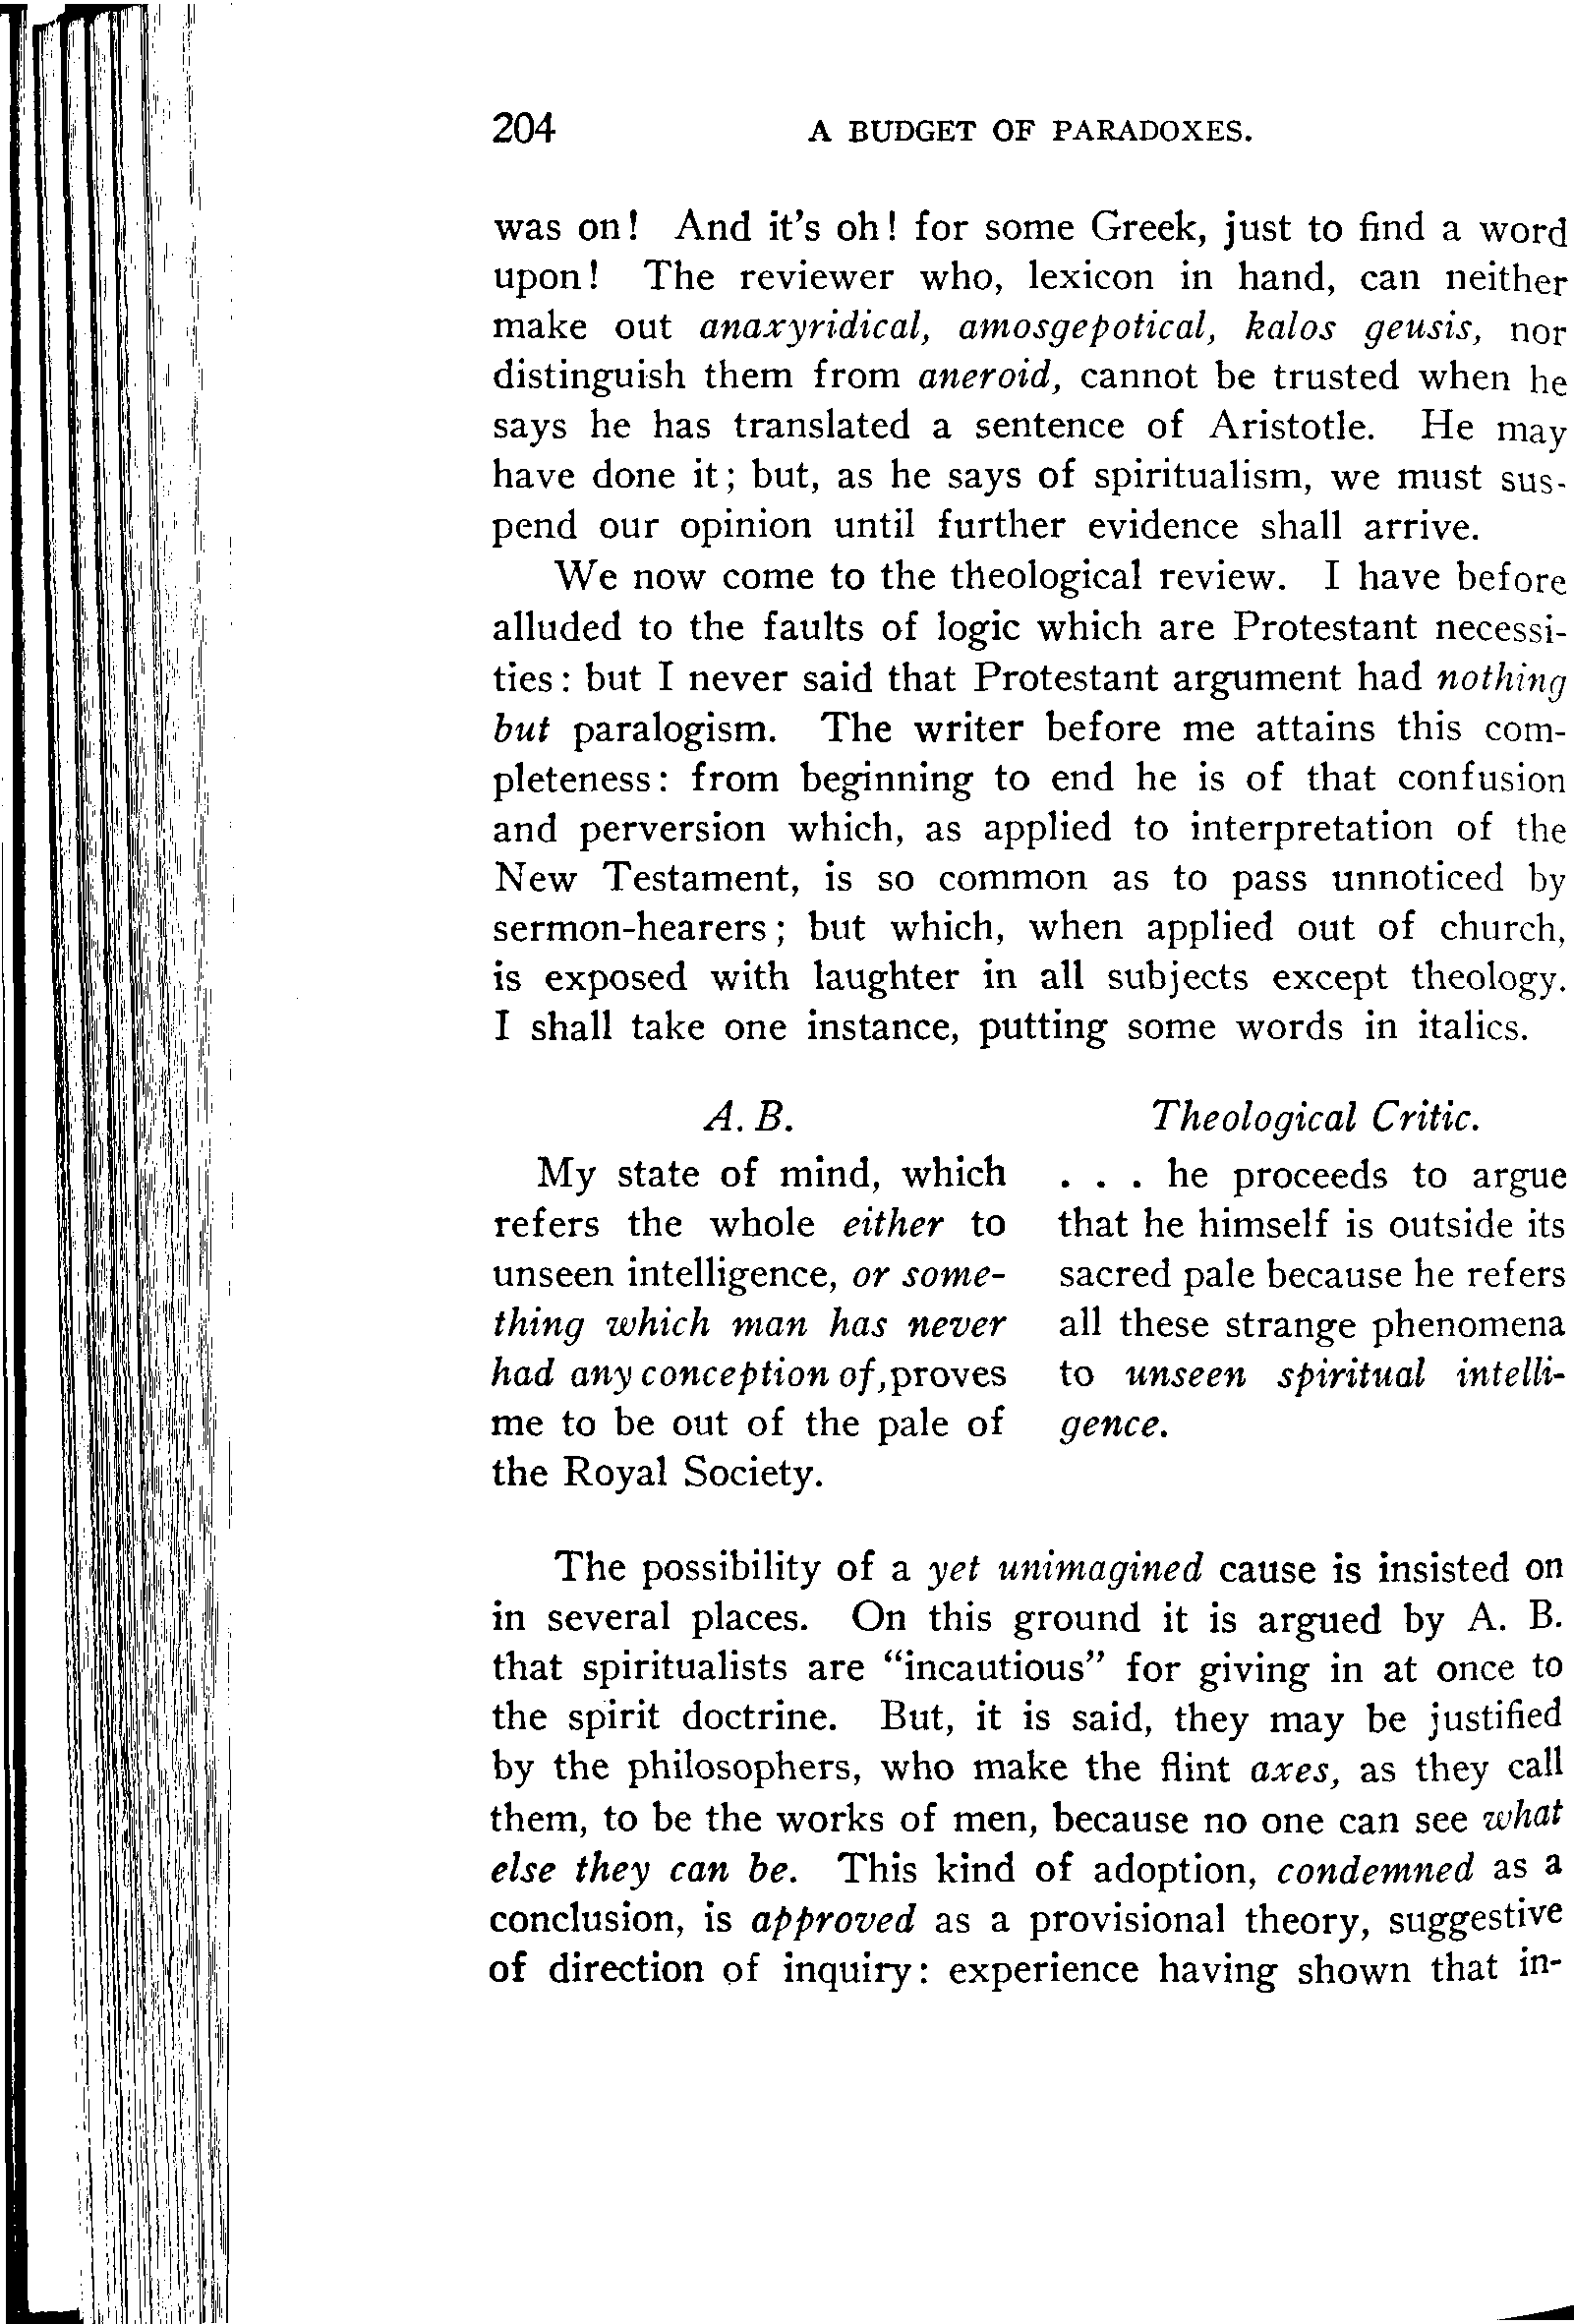 204 A BUDGET OF PARADOXES.
was on! And it's oh! for some Greek, just to find a word
upon! The reviewer who, lexicon in hand, can neither
make out anaxyridical, amosgepotical, kalos geusis, nor
distinguish them from aneroid, cannot be trusted when he
says he has translated a sentence of Aristotle. He may
have done it; but, as he says of spiritualism, we must sus-
pend our opinion until further evidence shall arrive.
We now come to the theological review. I have before
alluded to the faults of logic which are Protestant necessi-
ties: but I never said that Protestant argument had nothing
but paralogism. The writer before me attains this com-
pleteness: from beginning to end he is of that confusion
and perversion which, as applied to interpretation of the
New Testament, is so common as to pass unnoticed by
sermon-hearers; but which, when applied out of church,
is exposed with laughter in all subjects except theology.
I shall take one instance, putting some words in italics.
A. B.
My state of mind, which
refers the whole either to
unseen intelligence, or some-
thing which man has never
had any conception of, proves
me to be out of the pale of
the Royal Society.
Theological Critic.
. . . he proceeds to argue
that he himself is outside its
sacred pale because he refers
all these strange phenomena
to unseen spiritual intelli-
gence.
The possibility of a yet unimagined cause is insisted on
in several places. On this ground it is argued by A. B.
that spiritualists are "incautious" for giving in at once to
the spirit doctrine. But, it is said, they may be justified
by the philosophers, who make the flint axes, as they call
them, to be the works of men, because no one can see what
else they can be. This kind of adoption, condemned as a
conclusion, is approved as a provisional theory, suggestive
of direction of inquiry: experience having shown that in-